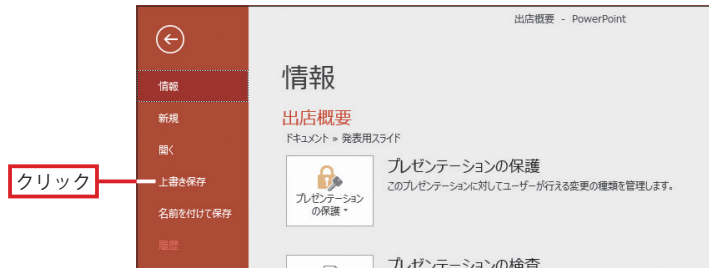 出店概要 - PowerPoint
情報
情報
新規
出店概要
ドキュメント » 発表用スライド
開く
プレゼンテーションの保護
このプレゼンテーションに対してユーザーが行える変更の種類を管理します。
クリック
上書き保存
プレゼンテーション
の保護
名前を付けて保存
履歴
プレゼンテーションの検査